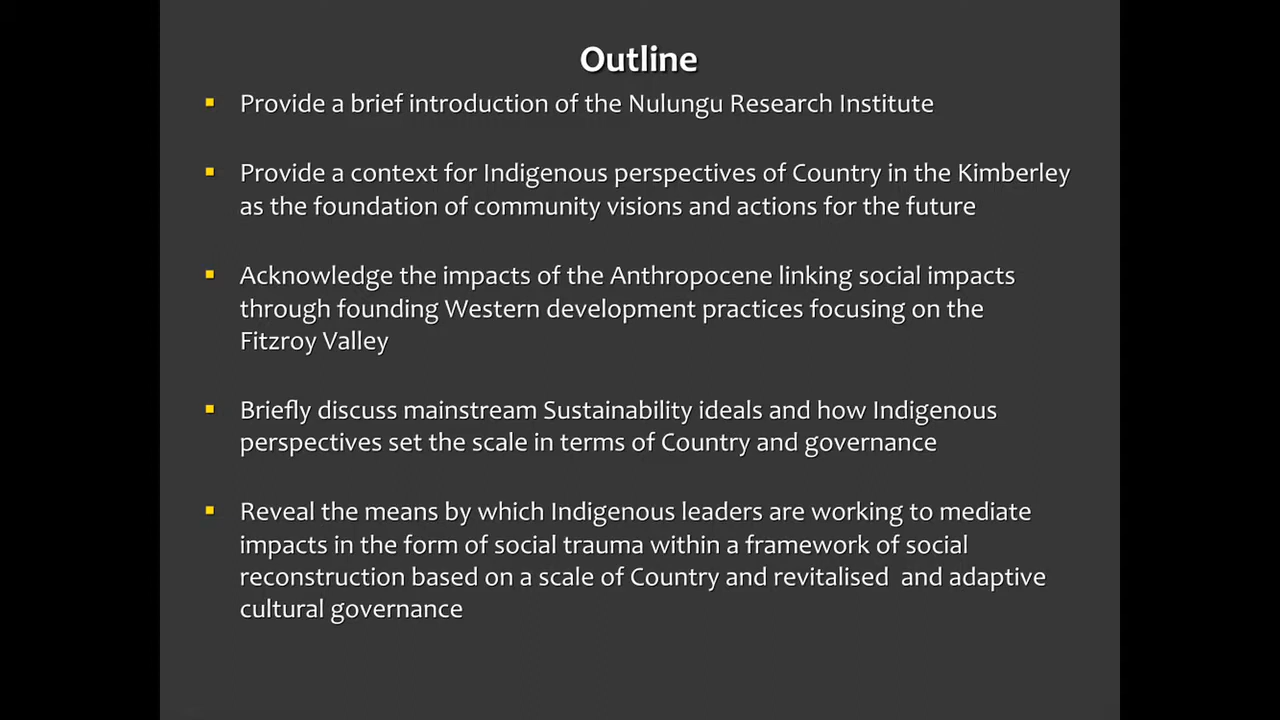 Outline
▪ Provide a brief introduction of the Nulungu Research Institute
▪ Provide a context for Indigenous perspectives of Country in the Kimberley
as the foundation of community visions and actions for the future
▪ Acknowledge the impacts of the Anthropocene linking social impacts
through founding Western development practices focusing on the
Fitzroy Valley
▪ Briefly discuss mainstream Sustainability ideals and how Indigenous
perspectives set the scale in terms of Country and governance
▪ Reveal the means by which Indigenous leaders are working to mediate
impacts in the form of social trauma within a framework of social
reconstruction based on a scale of Country and revitalised  and adaptive
cultural governance